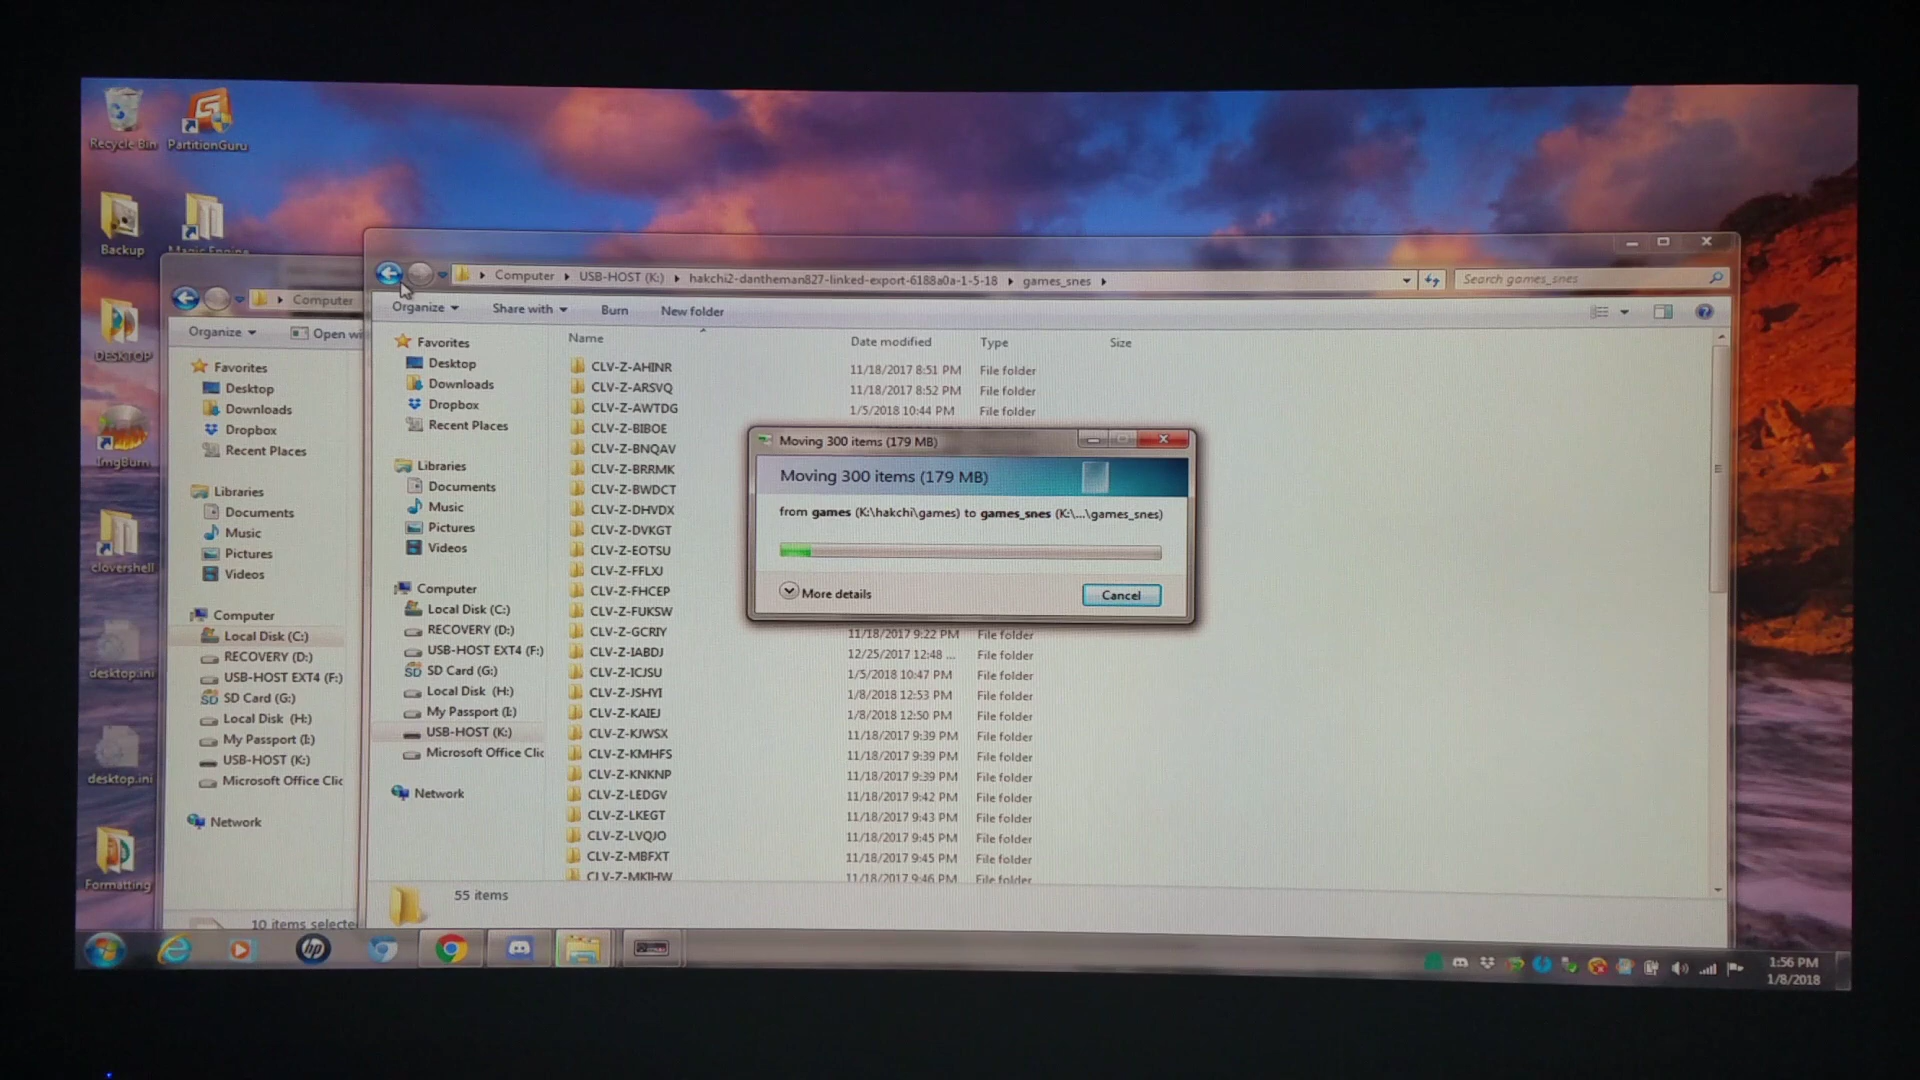 Recycle Bin
PartitionGuru
Backup
Magic Engine
DESKTOP
ImgBurn
clovershell
desktop.ini
desktop.ini
Formatting
Computer
Organize
Open wi
Favorites
Desktop
Downloads
Dropbox
Recent Places
Libraries
Documents
Music
Pictures
Videos
Computer
Local Disk (C:)
RECOVERY (D:)
USB-HOST EXT4 (F:)
SD Card (G:)
Local Disk (H:)
My Passport (I:)
USB-HOST (K:)
Microsoft Office Clic
Network
10 items selecte
Computer USB-HOST (K:) hakchi2-dantheman827-linked-export-6188a0a-1-5-18 games_snes
Search games_snes
Organize Share with Burn New folder
Favorites
Desktop
Downloads
Dropbox
Recent Places
Libraries
Documents
Music
Pictures
Videos
Computer
Local Disk (C:)
RECOVERY (D:)
USB-HOST EXT4 (F:)
SD Card (G:)
Local Disk (H:)
My Passport (I:)
USB-HOST (K:)
Microsoft Office Clic
Network
Name Date modified Type Size
CLV-Z-AHINR 11/18/2017 8:51 PM File folder
CLV-Z-ARSVQ 11/18/2017 8:52 PM File folder
CLV-Z-AWTDG 1/5/2018 10:44 PM File folder
CLV-Z-BIBOE
CLV-Z-BNQAV
CLV-Z-BRRMK
CLV-Z-BWDCT
CLV-Z-DHVDX
CLV-Z-DVKGT
CLV-Z-EOTSU
CLV-Z-FFLXJ
CLV-Z-FHCEP
CLV-Z-FUKSW
CLV-Z-GCRIY 11/18/2017 9:22 PM File folder
CLV-Z-IABDJ 12/25/2017 12:48 ... File folder
CLV-Z-ICJSU 1/5/2018 10:47 PM File folder
CLV-Z-JSHYI 1/8/2018 12:53 PM File folder
CLV-Z-KAIEJ 1/8/2018 12:50 PM File folder
CLV-Z-KJWSX 11/18/2017 9:39 PM File folder
CLV-Z-KMHFS 11/18/2017 9:39 PM File folder
CLV-Z-KNKNP 11/18/2017 9:39 PM File folder
CLV-Z-LEDGV 11/18/2017 9:42 PM File folder
CLV-Z-LKEGT 11/18/2017 9:43 PM File folder
CLV-Z-LVQJO 11/18/2017 9:45 PM File folder
CLV-Z-MBFXT 11/18/2017 9:45 PM File folder
CLV-Z-MKIHW 11/18/2017 9:46 PM File folder
55 items
Moving 300 items (179 MB)
Moving 300 items (179 MB)
from games (K:\hakchi\games) to games_snes (K:\...\games_snes)
More details
Cancel
hp
1:56 PM
1/8/2018